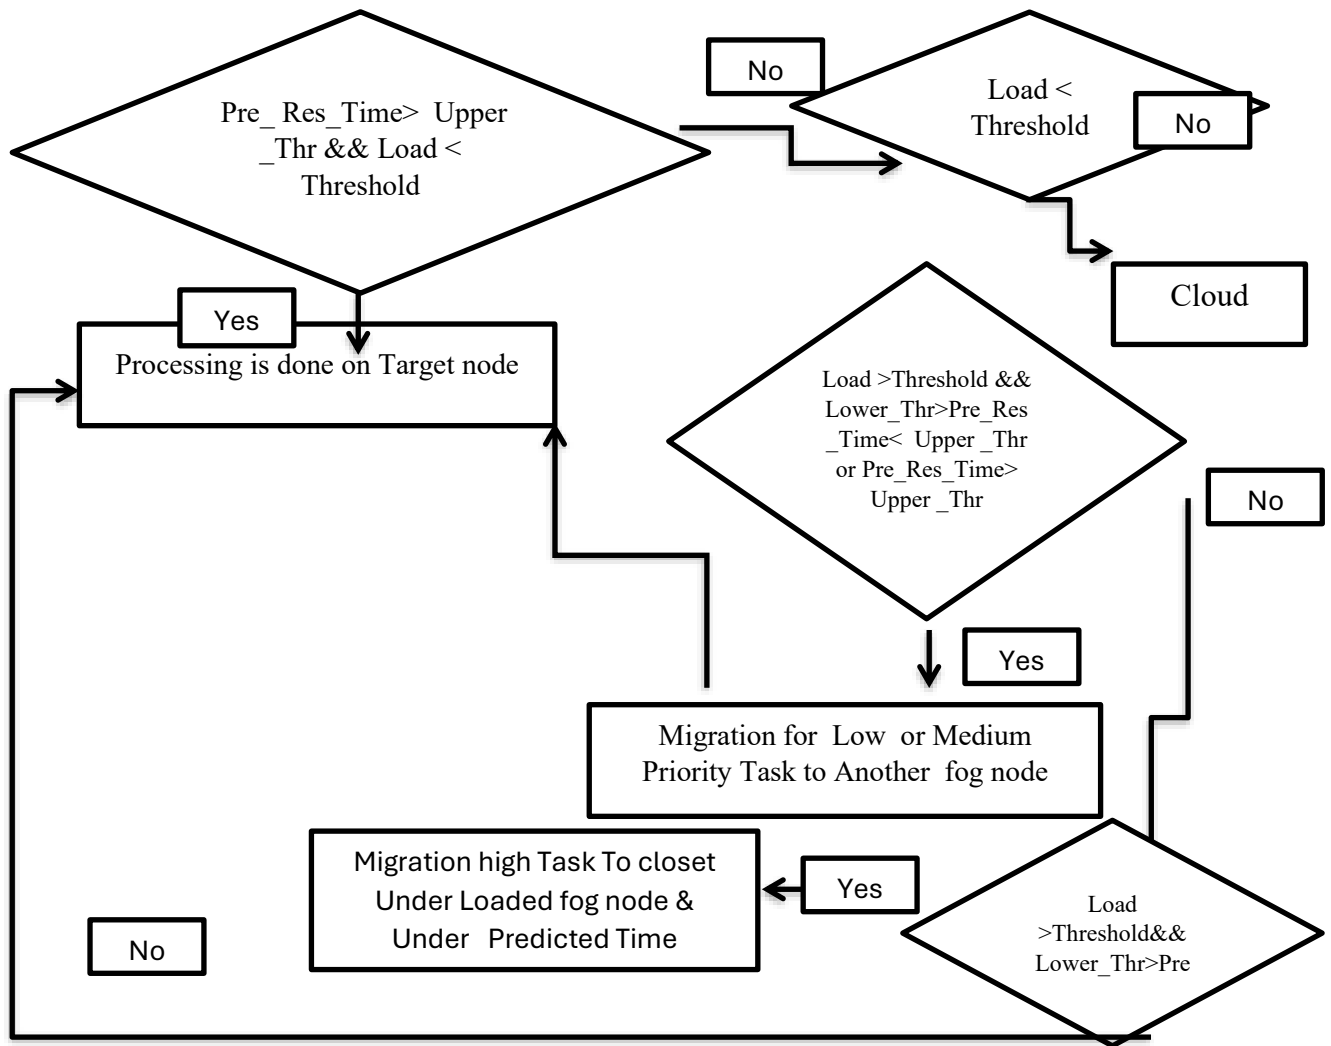 No
Pre_ Res_Time> Upper
_Thr && Load <
Threshold
Load <
Threshold
No
Cloud
Yes
Processing is done on Target node
Load >Threshold &&
Lower_Thr>Pre_Res
_Time< Upper _Thr
or Pre_Res_Time>
Upper _Thr
No
Yes
Migration for Low or Medium
Priority Task to Another fog node
Migration high Task To closet
Under Loaded fog node &
Under Predicted Time
Yes
Load
>Threshold&&
Lower_Thr>Pre
No